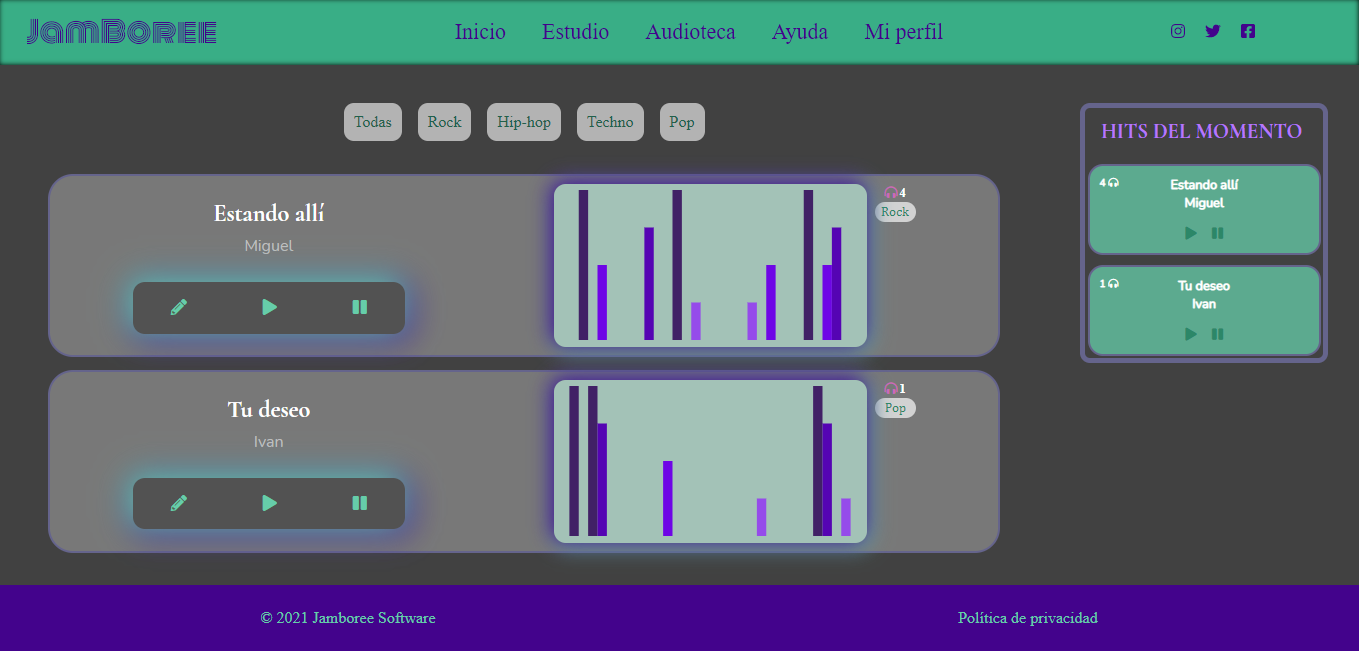 JamBoree
Inicio Estudio Audioteca Ayuda Mi perfil
Todas Rock Hip-hop Techno Pop
Estando allí
Miguel
4
Rock
Tu deseo
Ivan
1
Pop
HITS DEL MOMENTO
4
Estando allí
Miguel
1
Tu deseo
Ivan
© 2021 Jamboree Software
Política de privacidad